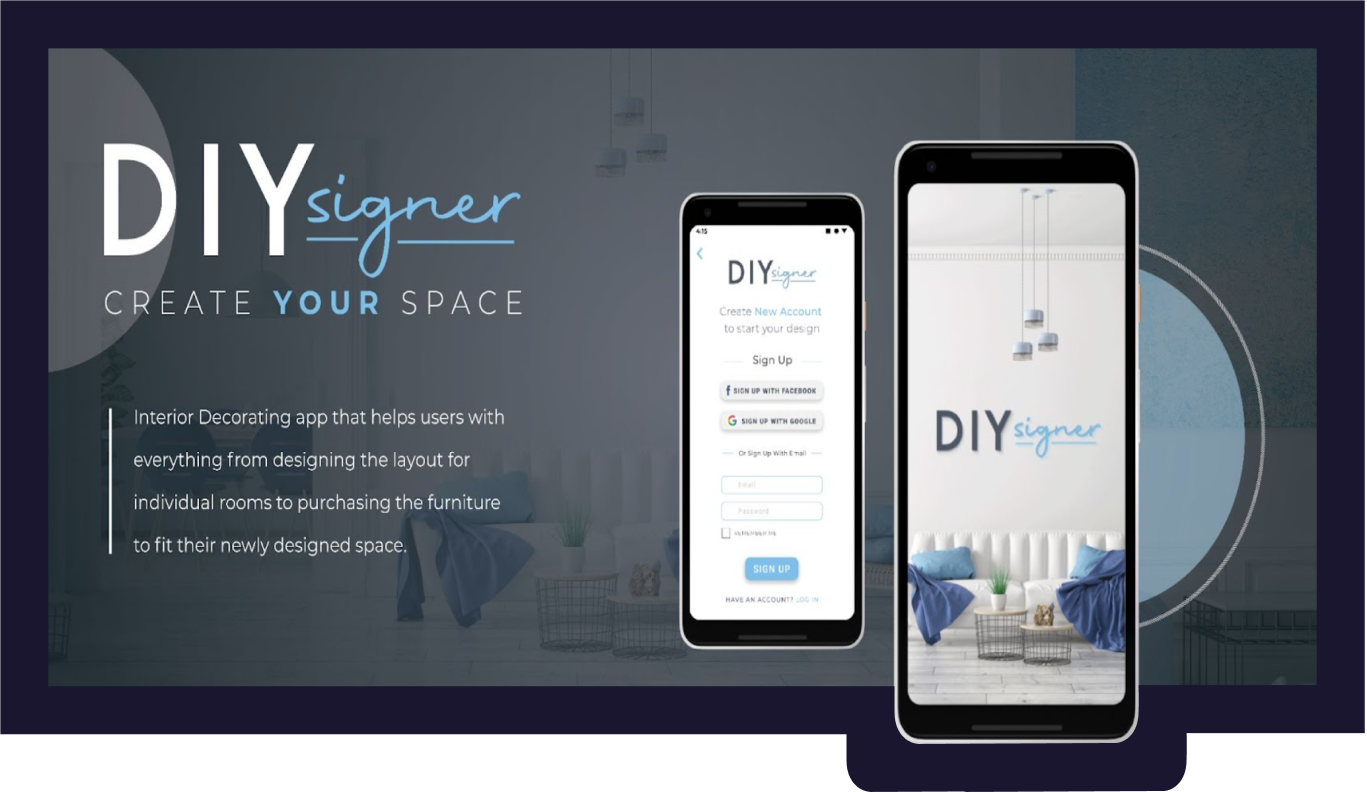 DIYsigner
CREATE YOUR SPACE
Interior Decorating app that helps users with
everything from designing the layout for
individual rooms to purchasing the furniture
to fit their newly designed space.
4:15
DIYsigner
Create New Account
to start your design
Sign Up
SIGN UP WITH FACEBOOK
SIGN UP WITH GOOGLE
Or Sign Up With Email
Email
Password
REMEMBER ME
SIGN UP
HAVE AN ACCOUNT? LOG IN
DIYsigner